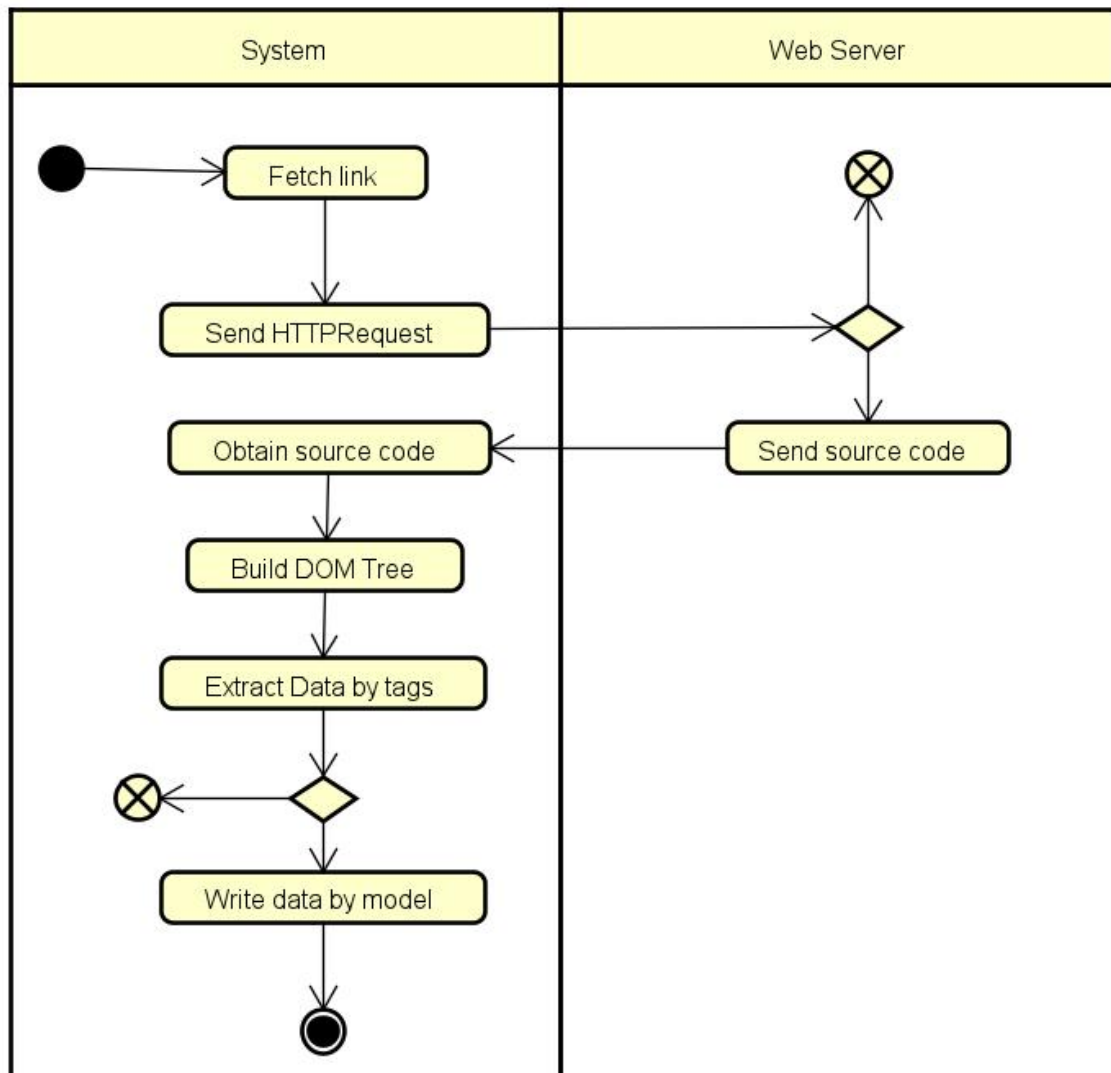 System
Web Server
Fetch link
Send HTTPRequest
Obtain source code
Send source code
Build DOM Tree
Extract Data by tags
Write data by model